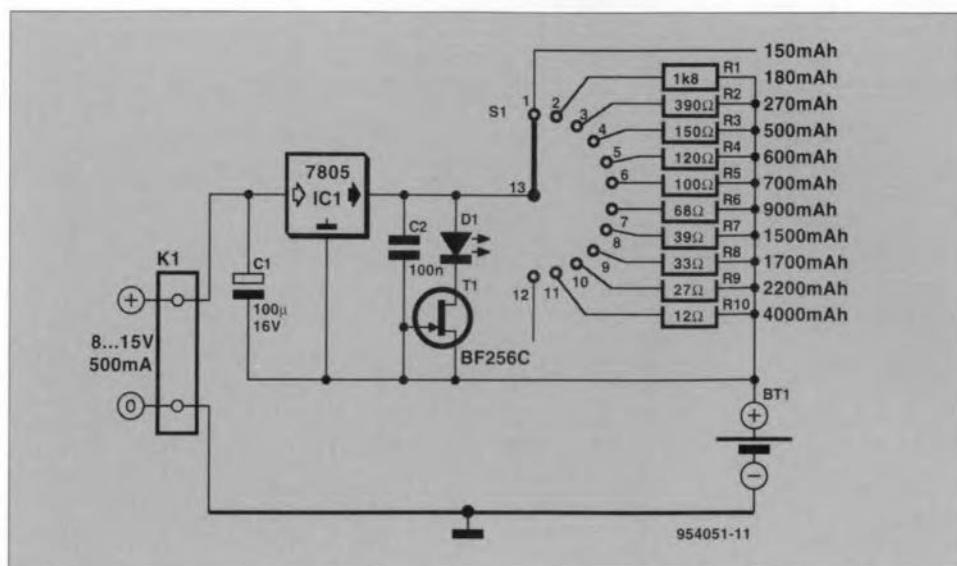 150mAh
1k8 R1 180mAh
S1 1 2 390Ω R2 270mAh
3 150Ω R3 500mAh
4 120Ω R4 600mAh
7805 5 100Ω R5 700mAh
IC1 13 6 68Ω R6 900mAh
C2 D1 39Ω R7 1500mAh
K1 100n 7 33Ω R8 1700mAh
C1 T1 8 27Ω R9 2200mAh
12 11 10 9 12Ω R10 4000mAh
+ 100µ
8...15V 16V BF256C
500mA BT1
0 +
−
954051-11